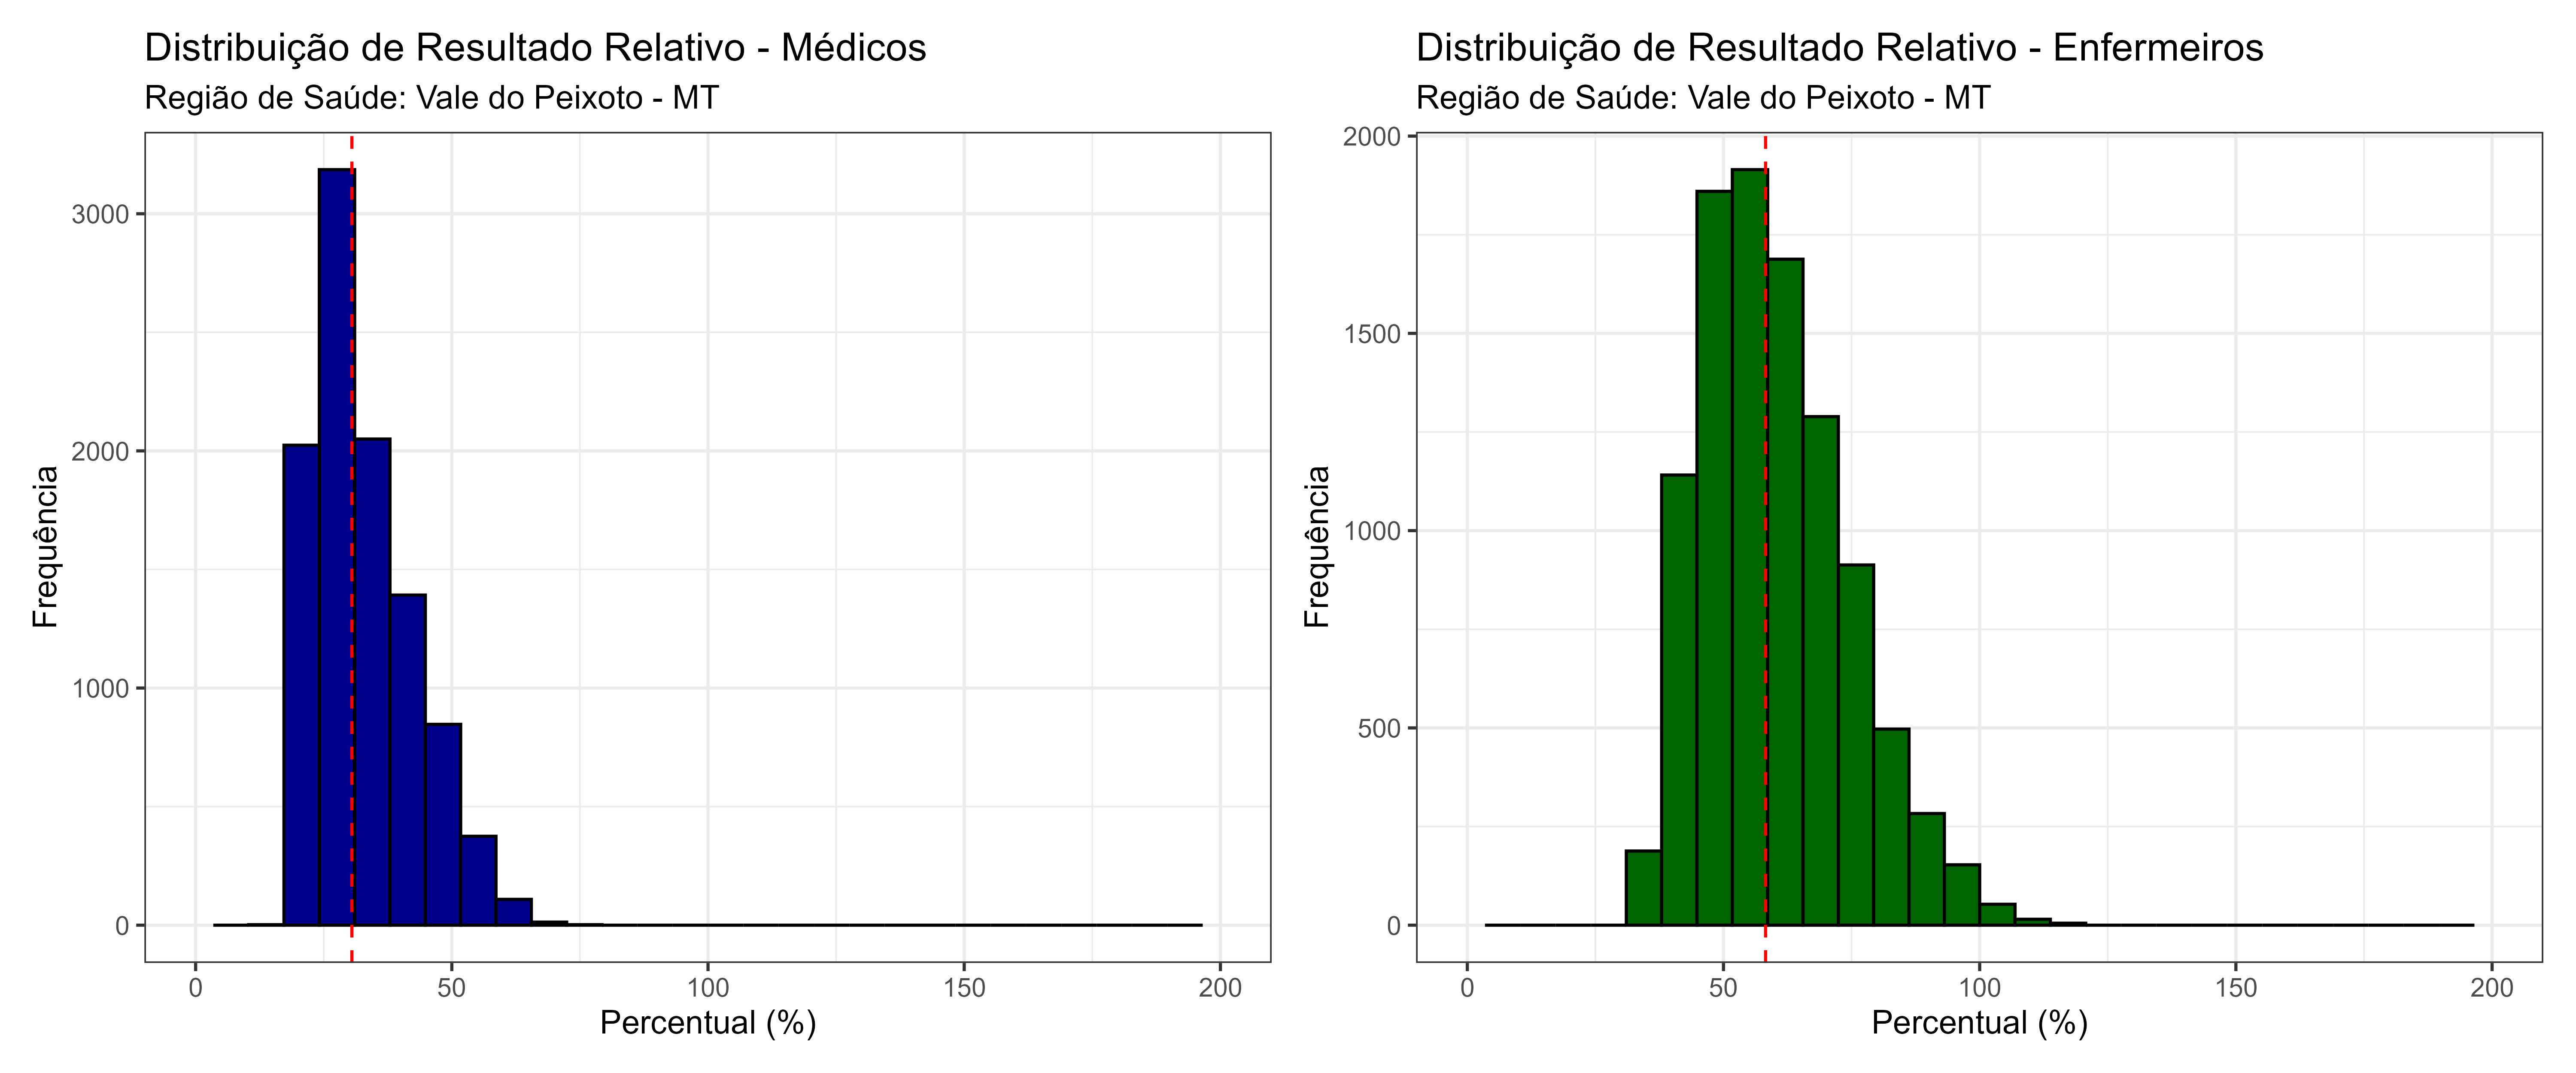 Distribuição de Resultado Relativo - Médicos
Região de Saúde: Vale do Peixoto - MT
3000
2000
1000
0
Frequência
0 50 100 150 200
Percentual (%)
Distribuição de Resultado Relativo - Enfermeiros
Região de Saúde: Vale do Peixoto - MT
2000
1500
1000
500
0
Frequência
0 50 100 150 200
Percentual (%)